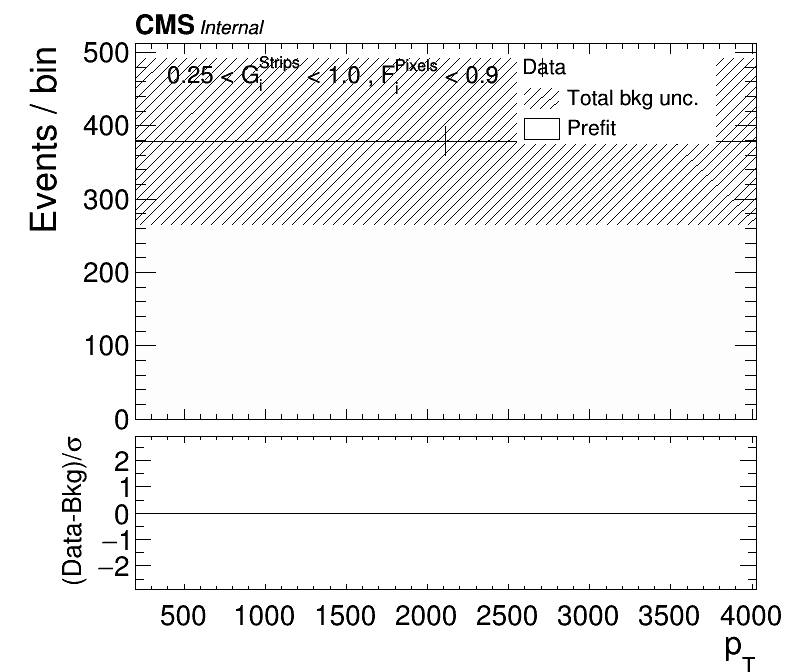 CMS Internal
Events / bin
500
400
300
200
100
0
0.25 < G_i^Strips < 1.0 , F_i^Pixels < 0.9
Data
Total bkg unc.
Prefit
(Data-Bkg)/σ
2
1
0
−1
−2
500 1000 1500 2000 2500 3000 3500 4000
p_T